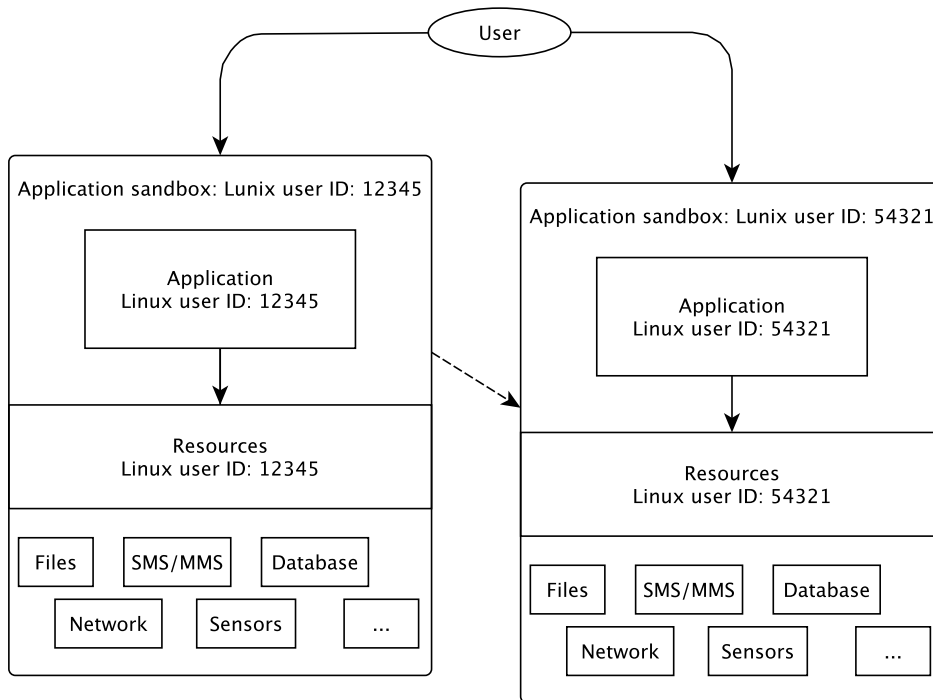 User
Application sandbox: Lunix user ID: 12345
Application
Linux user ID: 12345
Resources
Linux user ID: 12345
Files
SMS/MMS
Database
Network
Sensors
...
Application sandbox: Lunix user ID: 54321
Application
Linux user ID: 54321
Resources
Linux user ID: 54321
Files
SMS/MMS
Database
Network
Sensors
...